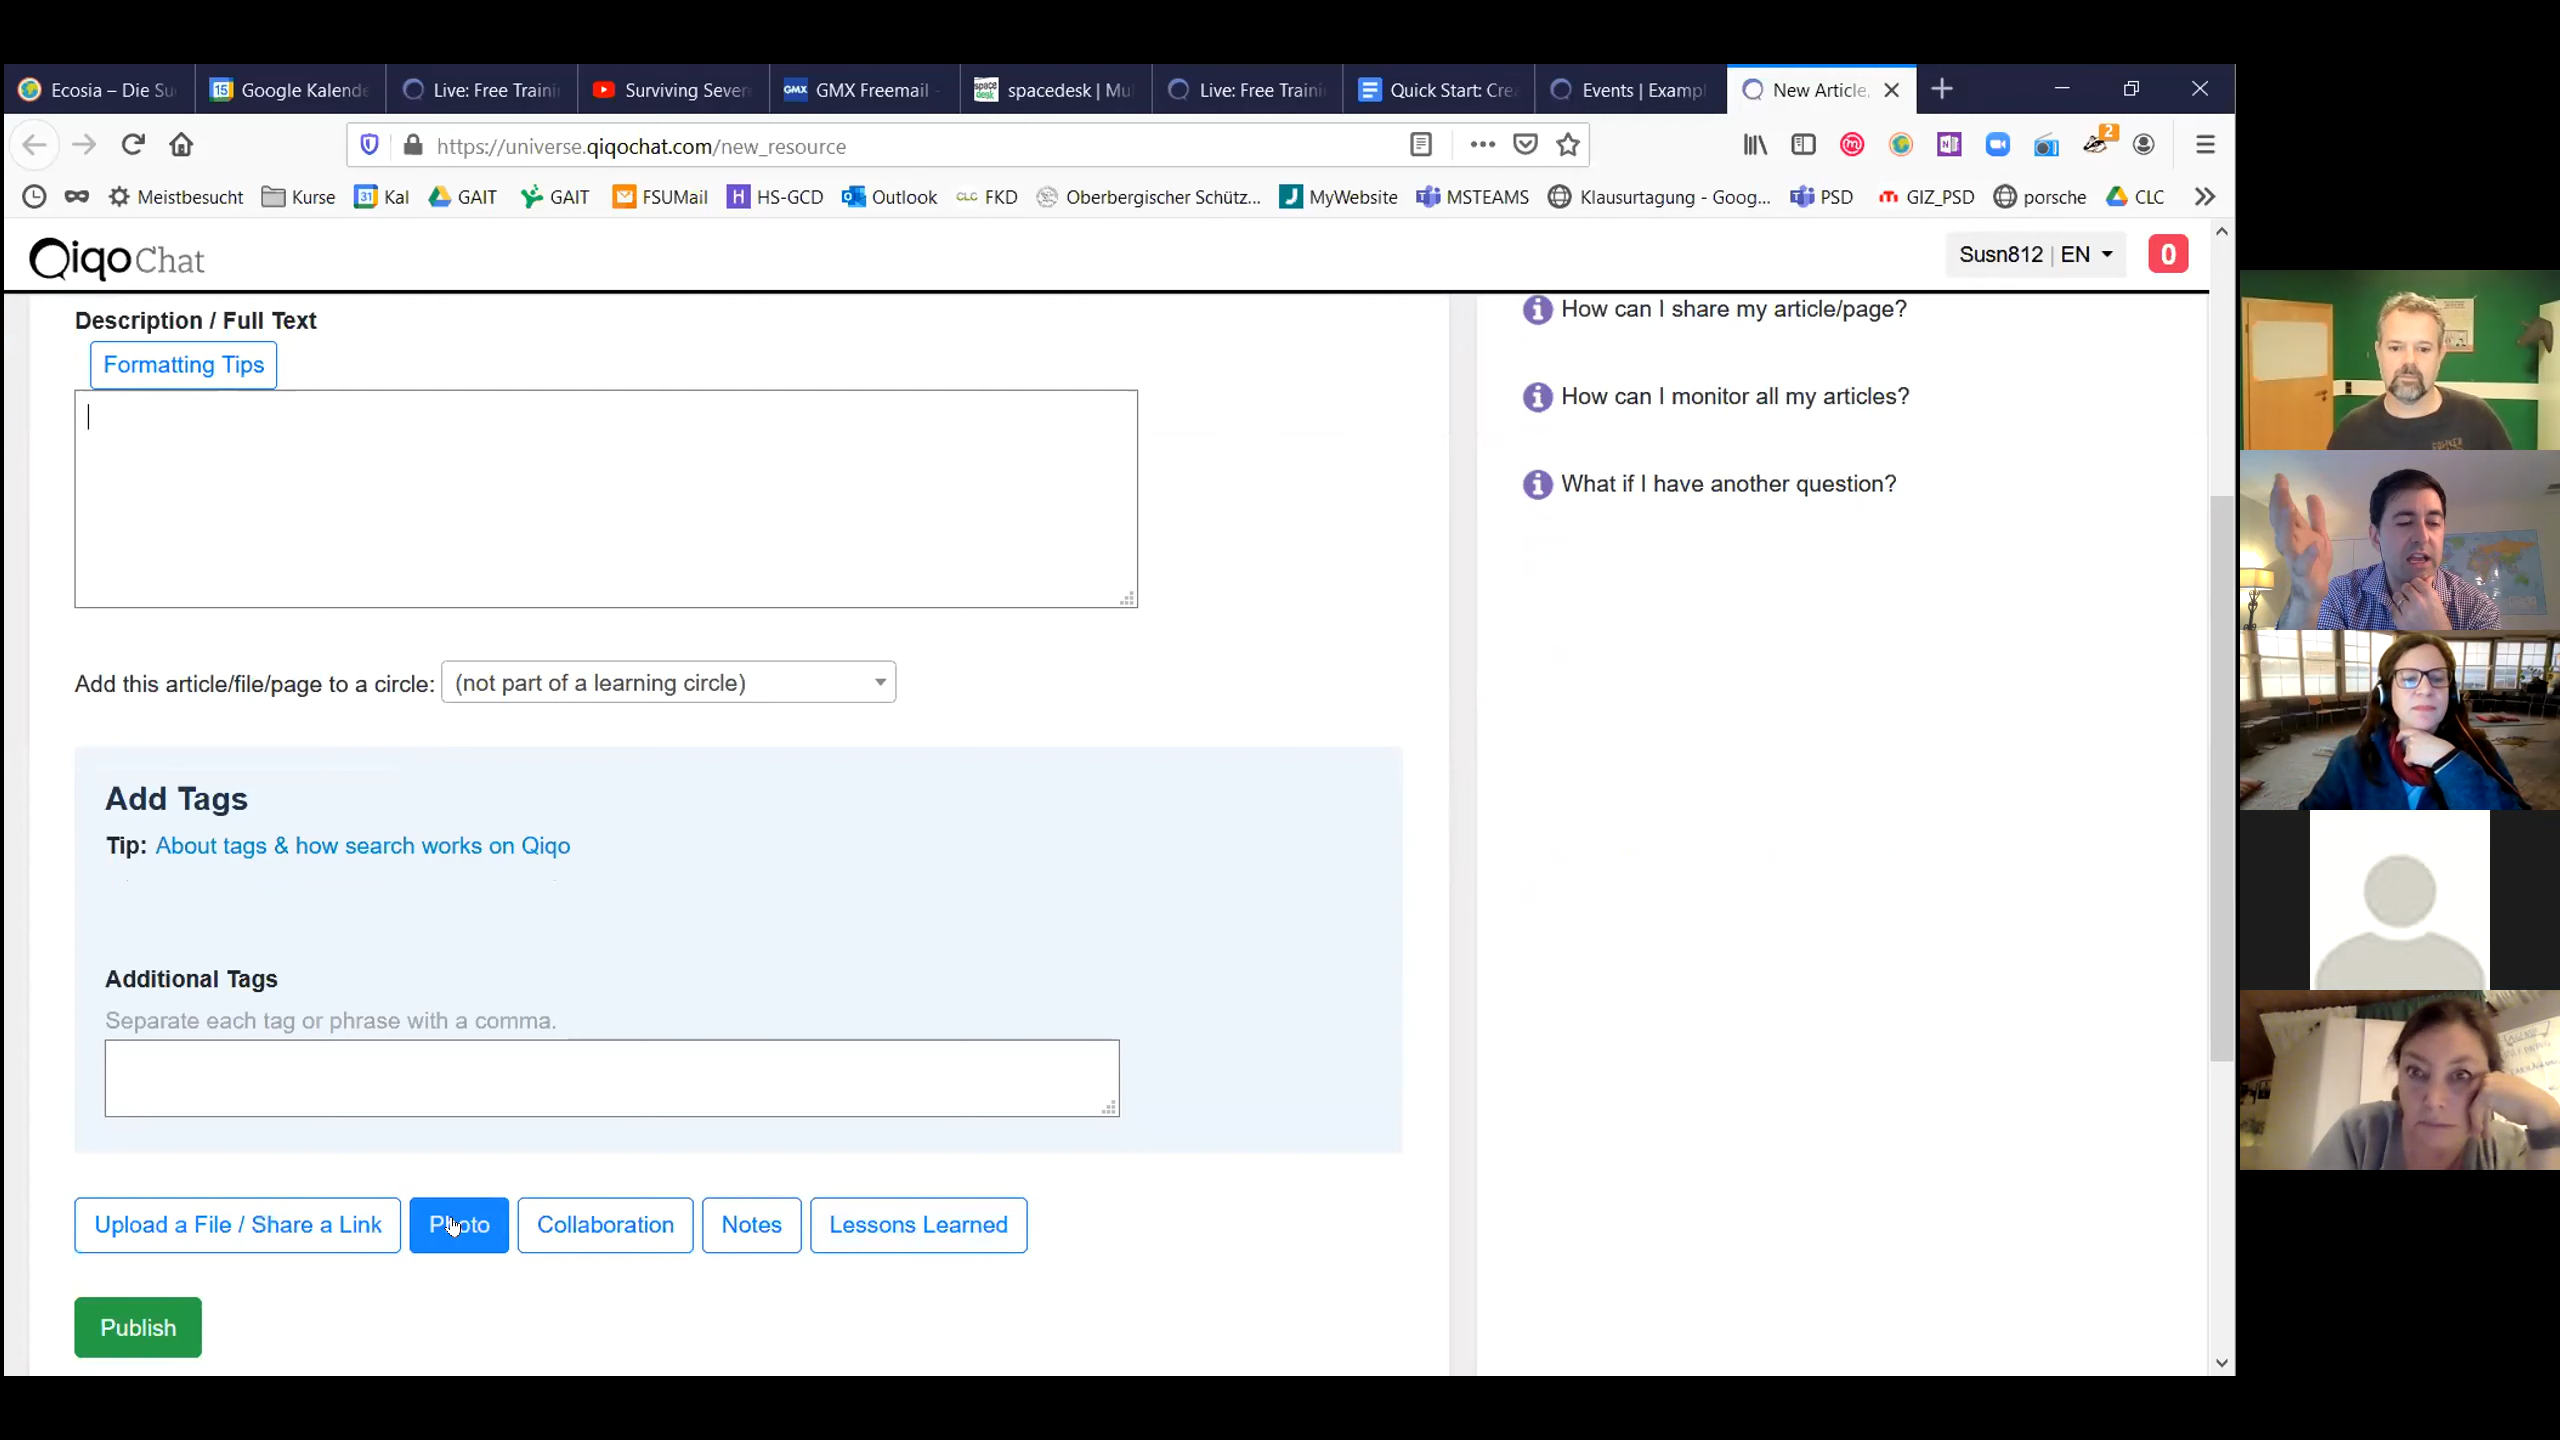 Ecosia – Die Su
Google Kalende
Live: Free Traini
Surviving Seven
GMX Freemail -
spacedesk | Mul
Live: Free Traini
Quick Start: Crea
Events | Exampl
New Article,
https://universe.qiqochat.com/new_resource
2
Meistbesucht
Kurse
Kal
GAIT
GAIT
FSUMail
HS-GCD
Outlook
CLC FKD
Oberbergischer Schütz...
MyWebsite
MSTEAMS
Klausurtagung - Goog...
PSD
GIZ_PSD
porsche
CLC
QiqoChat
Susn812 | EN
0
Description / Full Text
Formatting Tips
Add this article/file/page to a circle: (not part of a learning circle)
Add Tags
Tip: About tags & how search works on Qiqo
Additional Tags
Separate each tag or phrase with a comma.
Upload a File / Share a Link
Photo
Collaboration
Notes
Lessons Learned
Publish
How can I share my article/page?
How can I monitor all my articles?
What if I have another question?